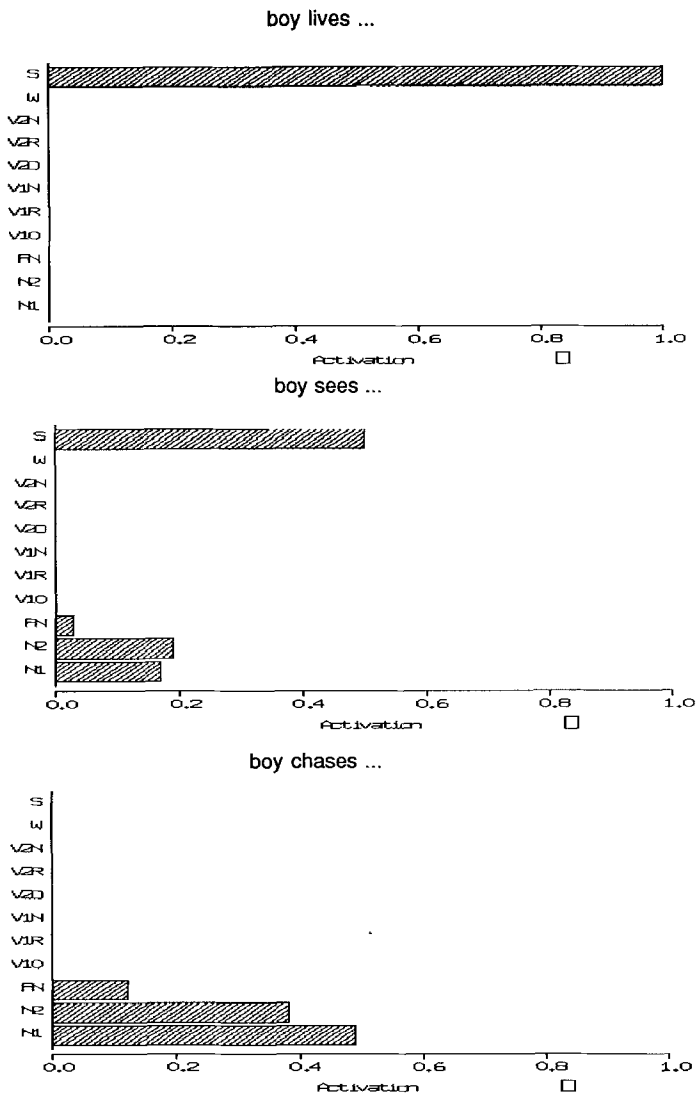 boy lives ...
S
W
V2N
V2R
V2O
V1N
V1R
V1O
PN
N2
N1
0.0 0.2 0.4 0.6 0.8 1.0
Activation
boy sees ...
S
W
V2N
V2R
V2O
V1N
V1R
V1O
PN
N2
N1
0.0 0.2 0.4 0.6 0.8 1.0
Activation
boy chases ...
S
W
V2N
V2R
V2O
V1N
V1R
V1O
PN
N2
N1
0.0 0.2 0.4 0.6 0.8 1.0
Activation